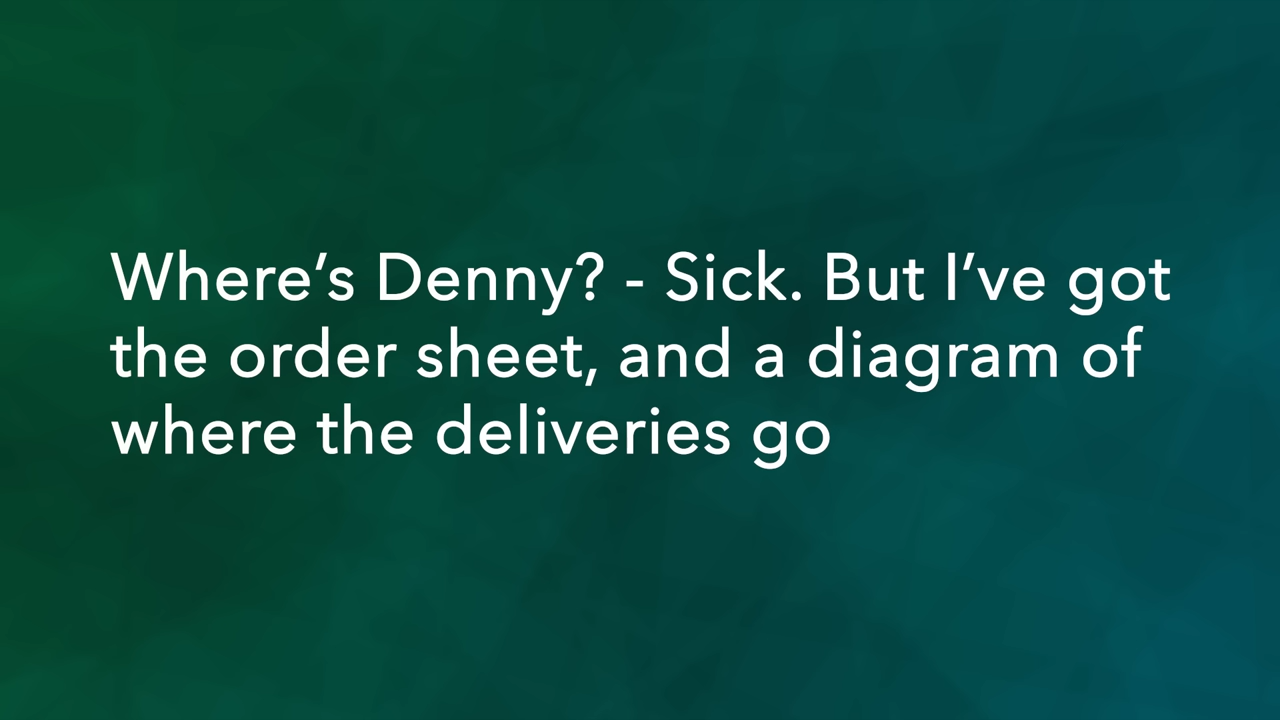 Where’s Denny? - Sick. But I’ve got
the order sheet, and a diagram of
where the deliveries go